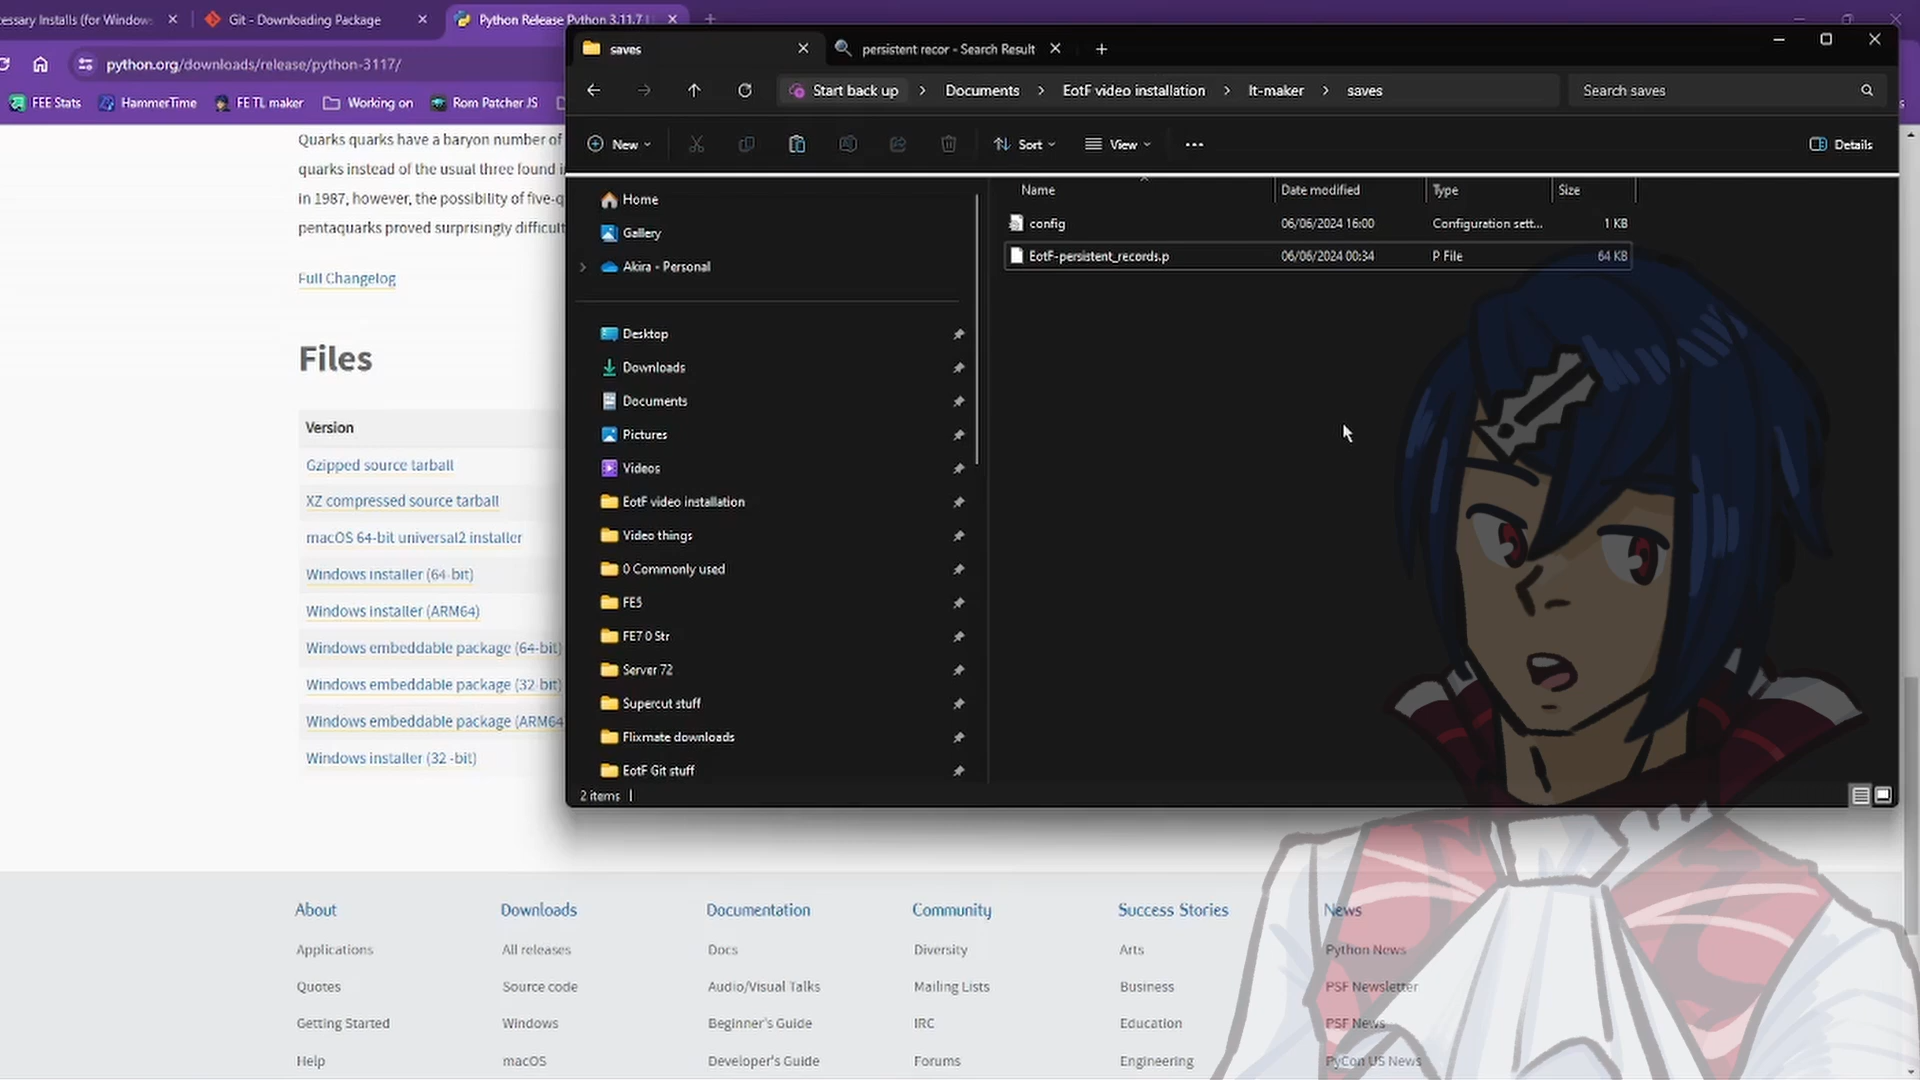 cessary Installs (for Window
Git - Downloading Package
Python Release Python 3.11.7 |
python.org/downloads/release/python-3117/
FEE Stats
HammerTime
FE TL maker
Working on
Rom Patcher JS
Quarks quarks have a baryon number of
quarks instead of the usual three found i
in 1987, however, the possibility of five-q
pentaquarks proved surprisingly difficult
Full Changelog
Files
Version
Gzipped source tarball
XZ compressed source tarball
macOS 64-bit universal2 installer
Windows installer (64-bit)
Windows installer (ARM64)
Windows embeddable package (64-bit)
Windows embeddable package (32-bit)
Windows embeddable package (ARM64
Windows installer (32 -bit)
saves
persistent recor - Search Result
Start back up
Documents
EotF video installation
lt-maker
saves
Search saves
New
Sort
View
Details
Name
Date modified
Type
Size
config
06/06/2024 16:00
Configuration sett...
1 KB
EotF-persistent_records.p
06/06/2024 00:34
P File
64 KB
Home
Gallery
Akira - Personal
Desktop
Downloads
Documents
Pictures
Videos
EotF video installation
Video things
0 Commonly used
FE5
FE7 0 Str
Server 72
Supercut stuff
Flixmate downloads
EotF Git stuff
2 items
About
Downloads
Documentation
Community
Success Stories
News
Applications
All releases
Docs
Diversity
Arts
Python News
Quotes
Source code
Audio/Visual Talks
Mailing Lists
Business
PSF Newsletter
Getting Started
Windows
Beginner's Guide
IRC
Education
PSF News
Help
macOS
Developer's Guide
Forums
Engineering
PyCon US News